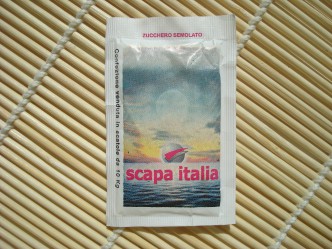 ZUCCHERO SEMOLATO
Confezione venduta in scatole da 10 Kg.
scapa italia